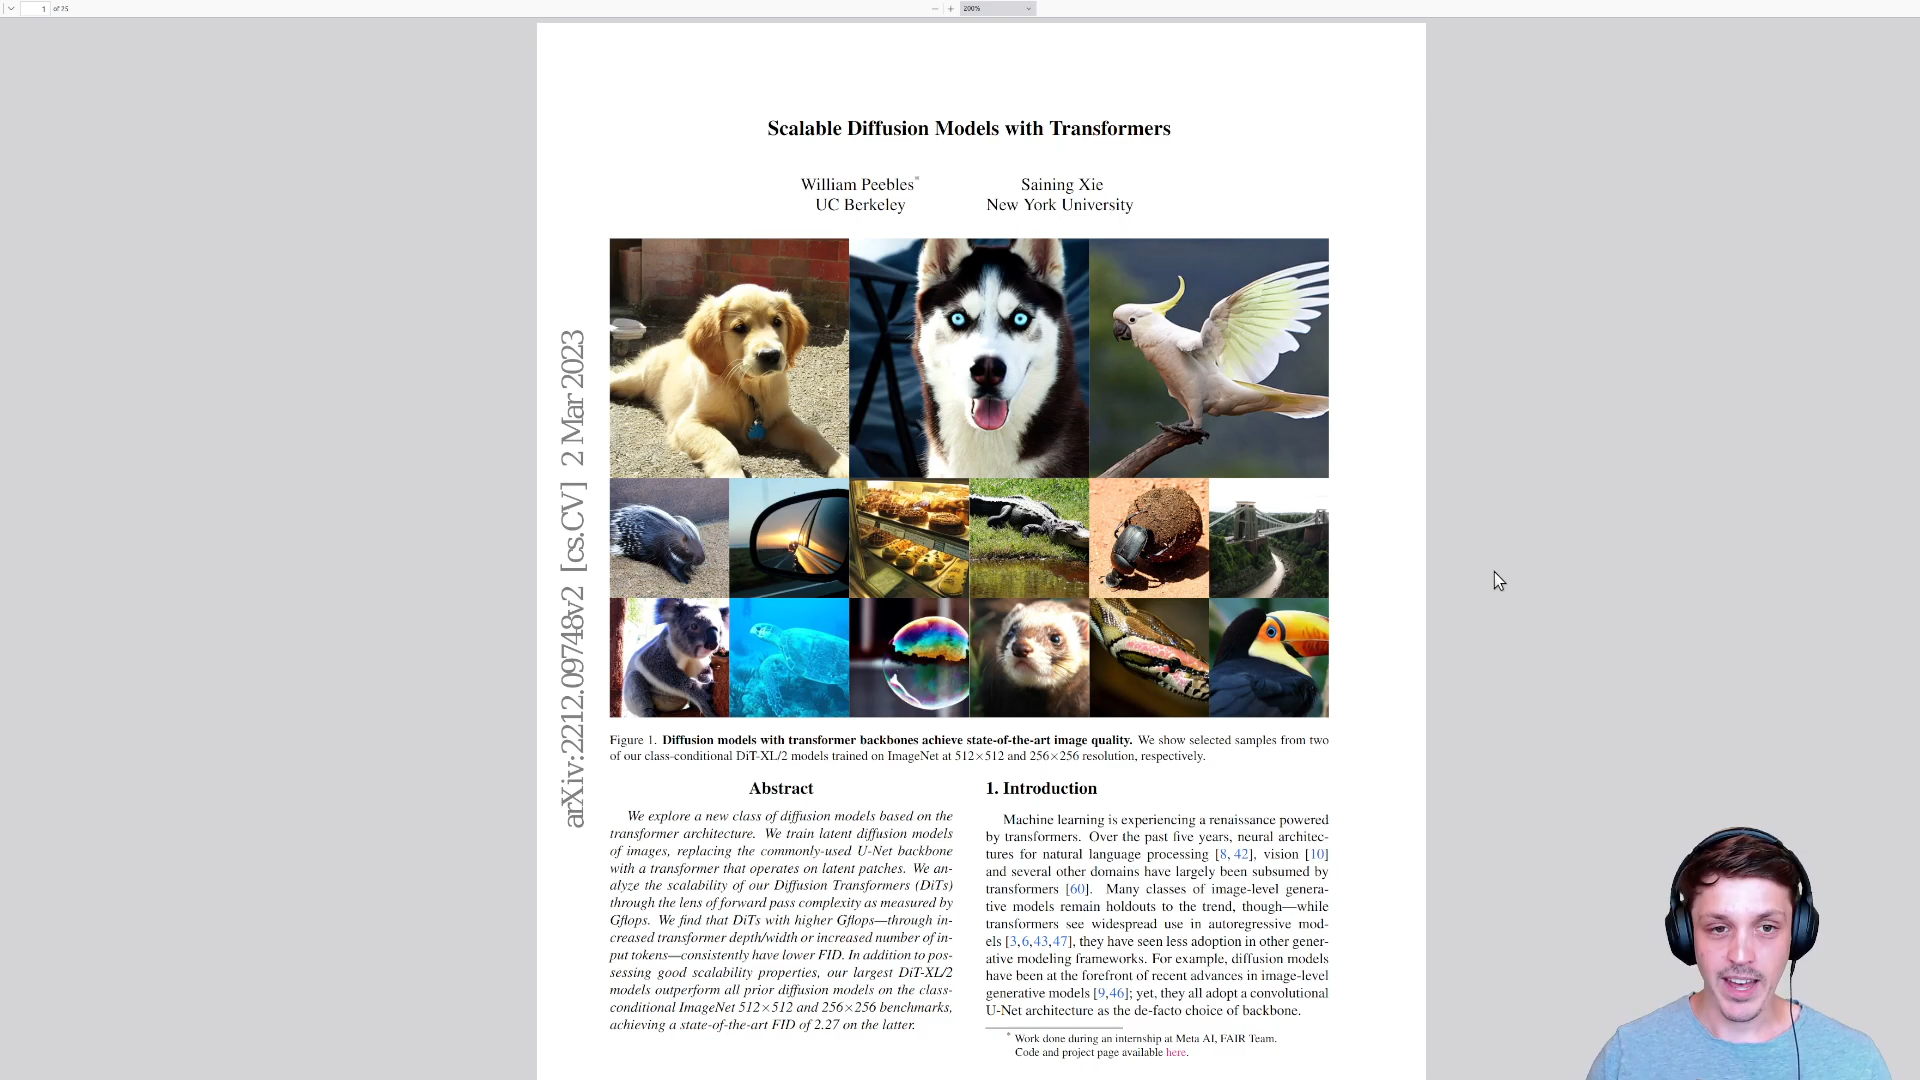 1 of 25
200%
Scalable Diffusion Models with Transformers
William Peebles*
UC Berkeley
Saining Xie
New York University
arXiv:2212.09748v2 [cs.CV] 2 Mar 2023
Figure 1. Diffusion models with transformer backbones achieve state-of-the-art image quality. We show selected samples from two
of our class-conditional DiT-XL/2 models trained on ImageNet at 512×512 and 256×256 resolution, respectively.
Abstract
We explore a new class of diffusion models based on the
transformer architecture. We train latent diffusion models
of images, replacing the commonly-used U-Net backbone
with a transformer that operates on latent patches. We an-
alyze the scalability of our Diffusion Transformers (DiTs)
through the lens of forward pass complexity as measured by
Gflops. We find that DiTs with higher Gflops—through in-
creased transformer depth/width or increased number of in-
put tokens—consistently have lower FID. In addition to pos-
sessing good scalability properties, our largest DiT-XL/2
models outperform all prior diffusion models on the class-
conditional ImageNet 512×512 and 256×256 benchmarks,
achieving a state-of-the-art FID of 2.27 on the latter.
1. Introduction
Machine learning is experiencing a renaissance powered
by transformers. Over the past five years, neural architec-
tures for natural language processing [8, 42], vision [10]
and several other domains have largely been subsumed by
transformers [60]. Many classes of image-level genera-
tive models remain holdouts to the trend, though—while
transformers see widespread use in autoregressive mod-
els [3,6,43,47], they have seen less adoption in other gener-
ative modeling frameworks. For example, diffusion models
have been at the forefront of recent advances in image-level
generative models [9,46]; yet, they all adopt a convolutional
U-Net architecture as the de-facto choice of backbone.
* Work done during an internship at Meta AI, FAIR Team.
Code and project page available here.